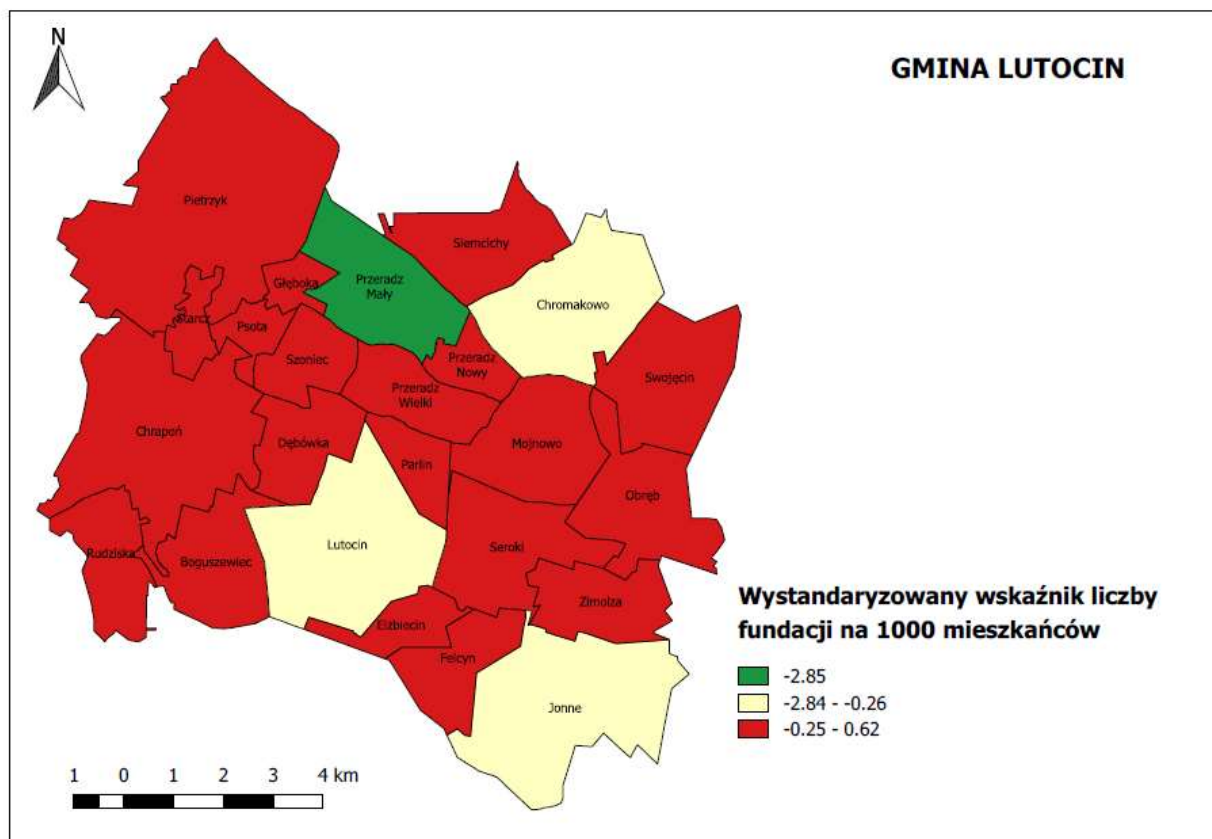 N
GMINA LUTOCIN
Pietrzyk
Siemcichy
Głęboka
Przeradz
Mały
Chromakowo
Starcz
Psota
Szoniec
Przeradz
Nowy
Swojęcin
Przeradz
Wielki
Chrapoń
Dębówka
Mojnowo
Parlin
Obręb
Lutocin
Seroki
Rudziska
Boguszewiec
Zimolza
Elżbiecin
Felcyn
Jonne
Wystandaryzowany wskaźnik liczby
fundacji na 1000 mieszkańców
-2.85
-2.84 - -0.26
-0.25 - 0.62
1 0 1 2 3 4 km